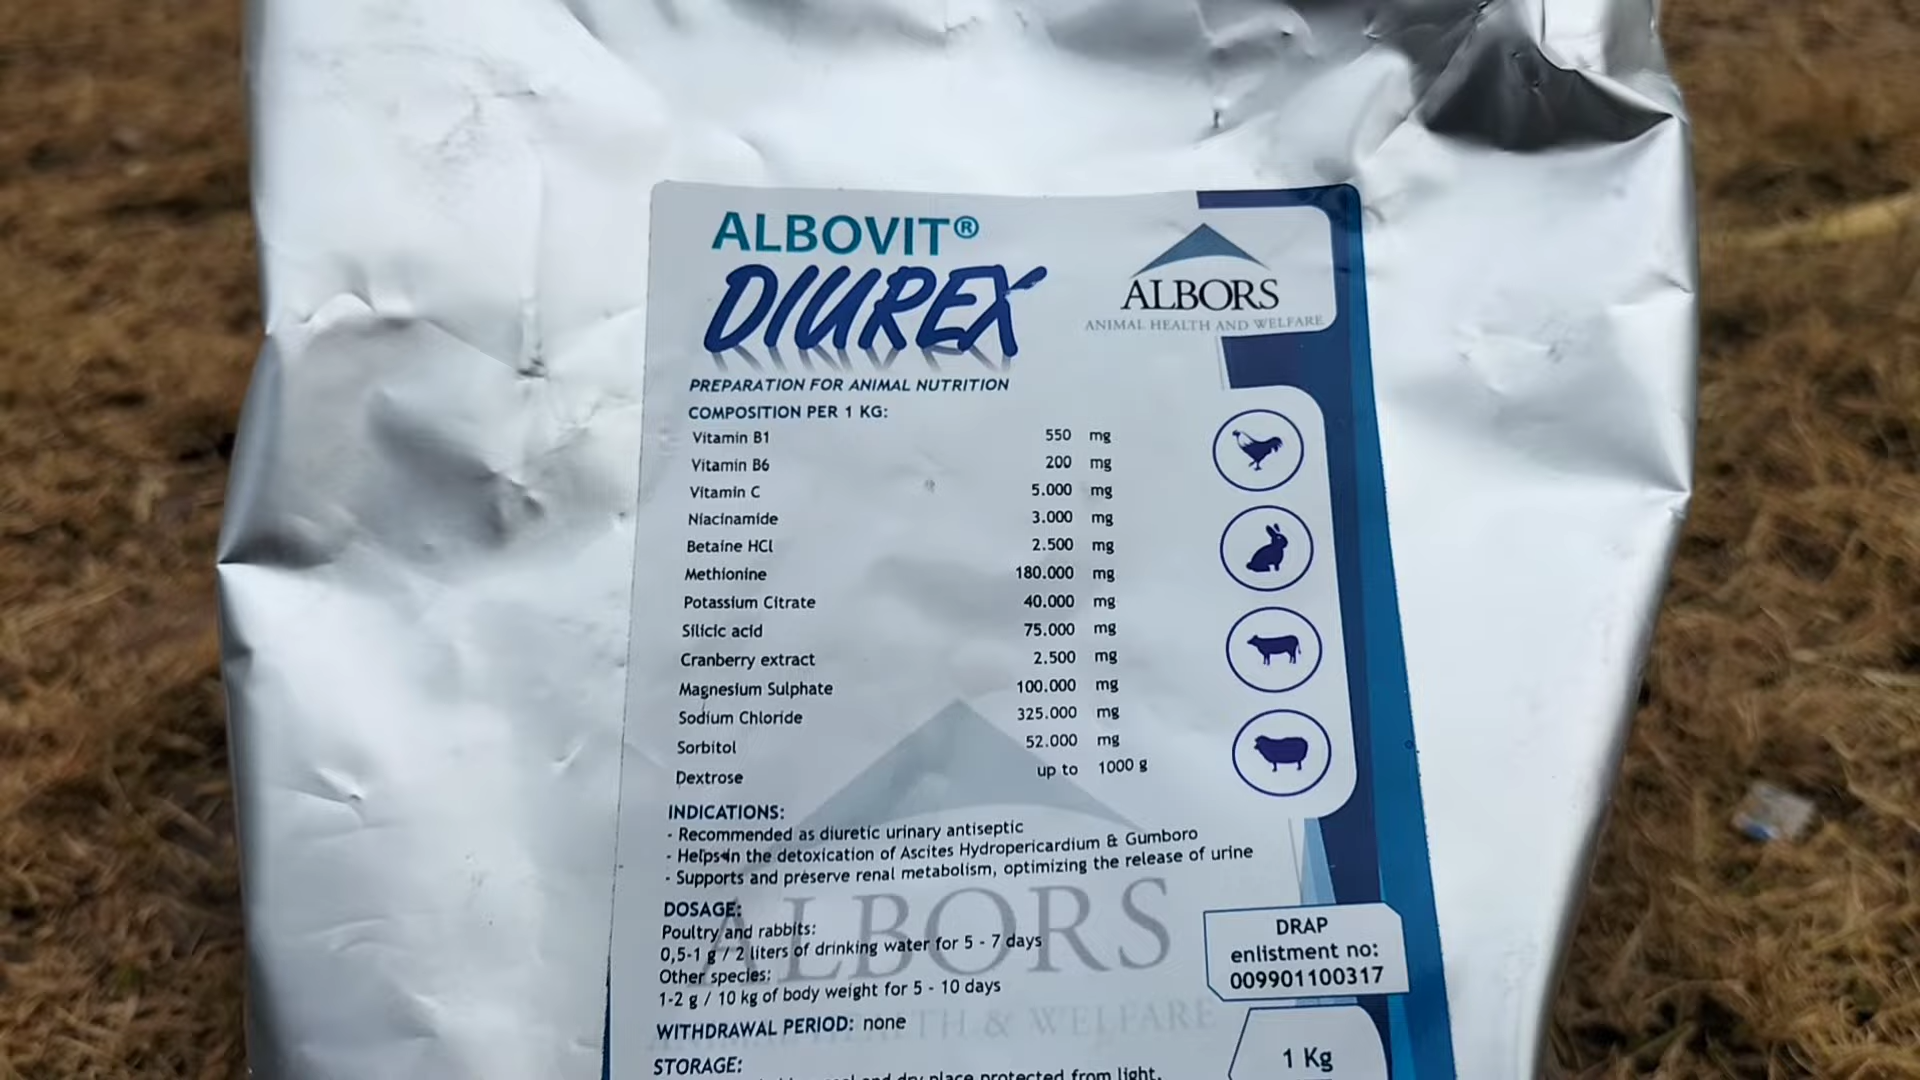 ALBOVIT®
DIUREX
ALBORS
ANIMAL HEALTH AND WELFARE
PREPARATION FOR ANIMAL NUTRITION
COMPOSITION PER 1 KG:
Vitamin B1 550 mg
Vitamin B6 200 mg
Vitamin C 5.000 mg
Niacinamide 3.000 mg
Betaine HCl 2.500 mg
Methionine 180.000 mg
Potassium Citrate 40.000 mg
Silicic acid 75.000 mg
Cranberry extract 2.500 mg
Magnesium Sulphate 100.000 mg
Sodium Chloride 325.000 mg
Sorbitol 52.000 mg
Dextrose up to 1000 g
INDICATIONS:
- Recommended as diuretic urinary antiseptic
- Helps in the detoxication of Ascites Hydropericardium & Gumboro
- Supports and preserve renal metabolism, optimizing the release of urine
DOSAGE:
Poultry and rabbits:
0,5-1 g / 2 liters of drinking water for 5 - 7 days
Other species:
1-2 g / 10 kg of body weight for 5 - 10 days
WITHDRAWAL PERIOD: none
STORAGE:
and dry place protected from light.
ALBORS
HEALTH & WELFARE
DRAP
enlistment no:
009901100317
1 Kg